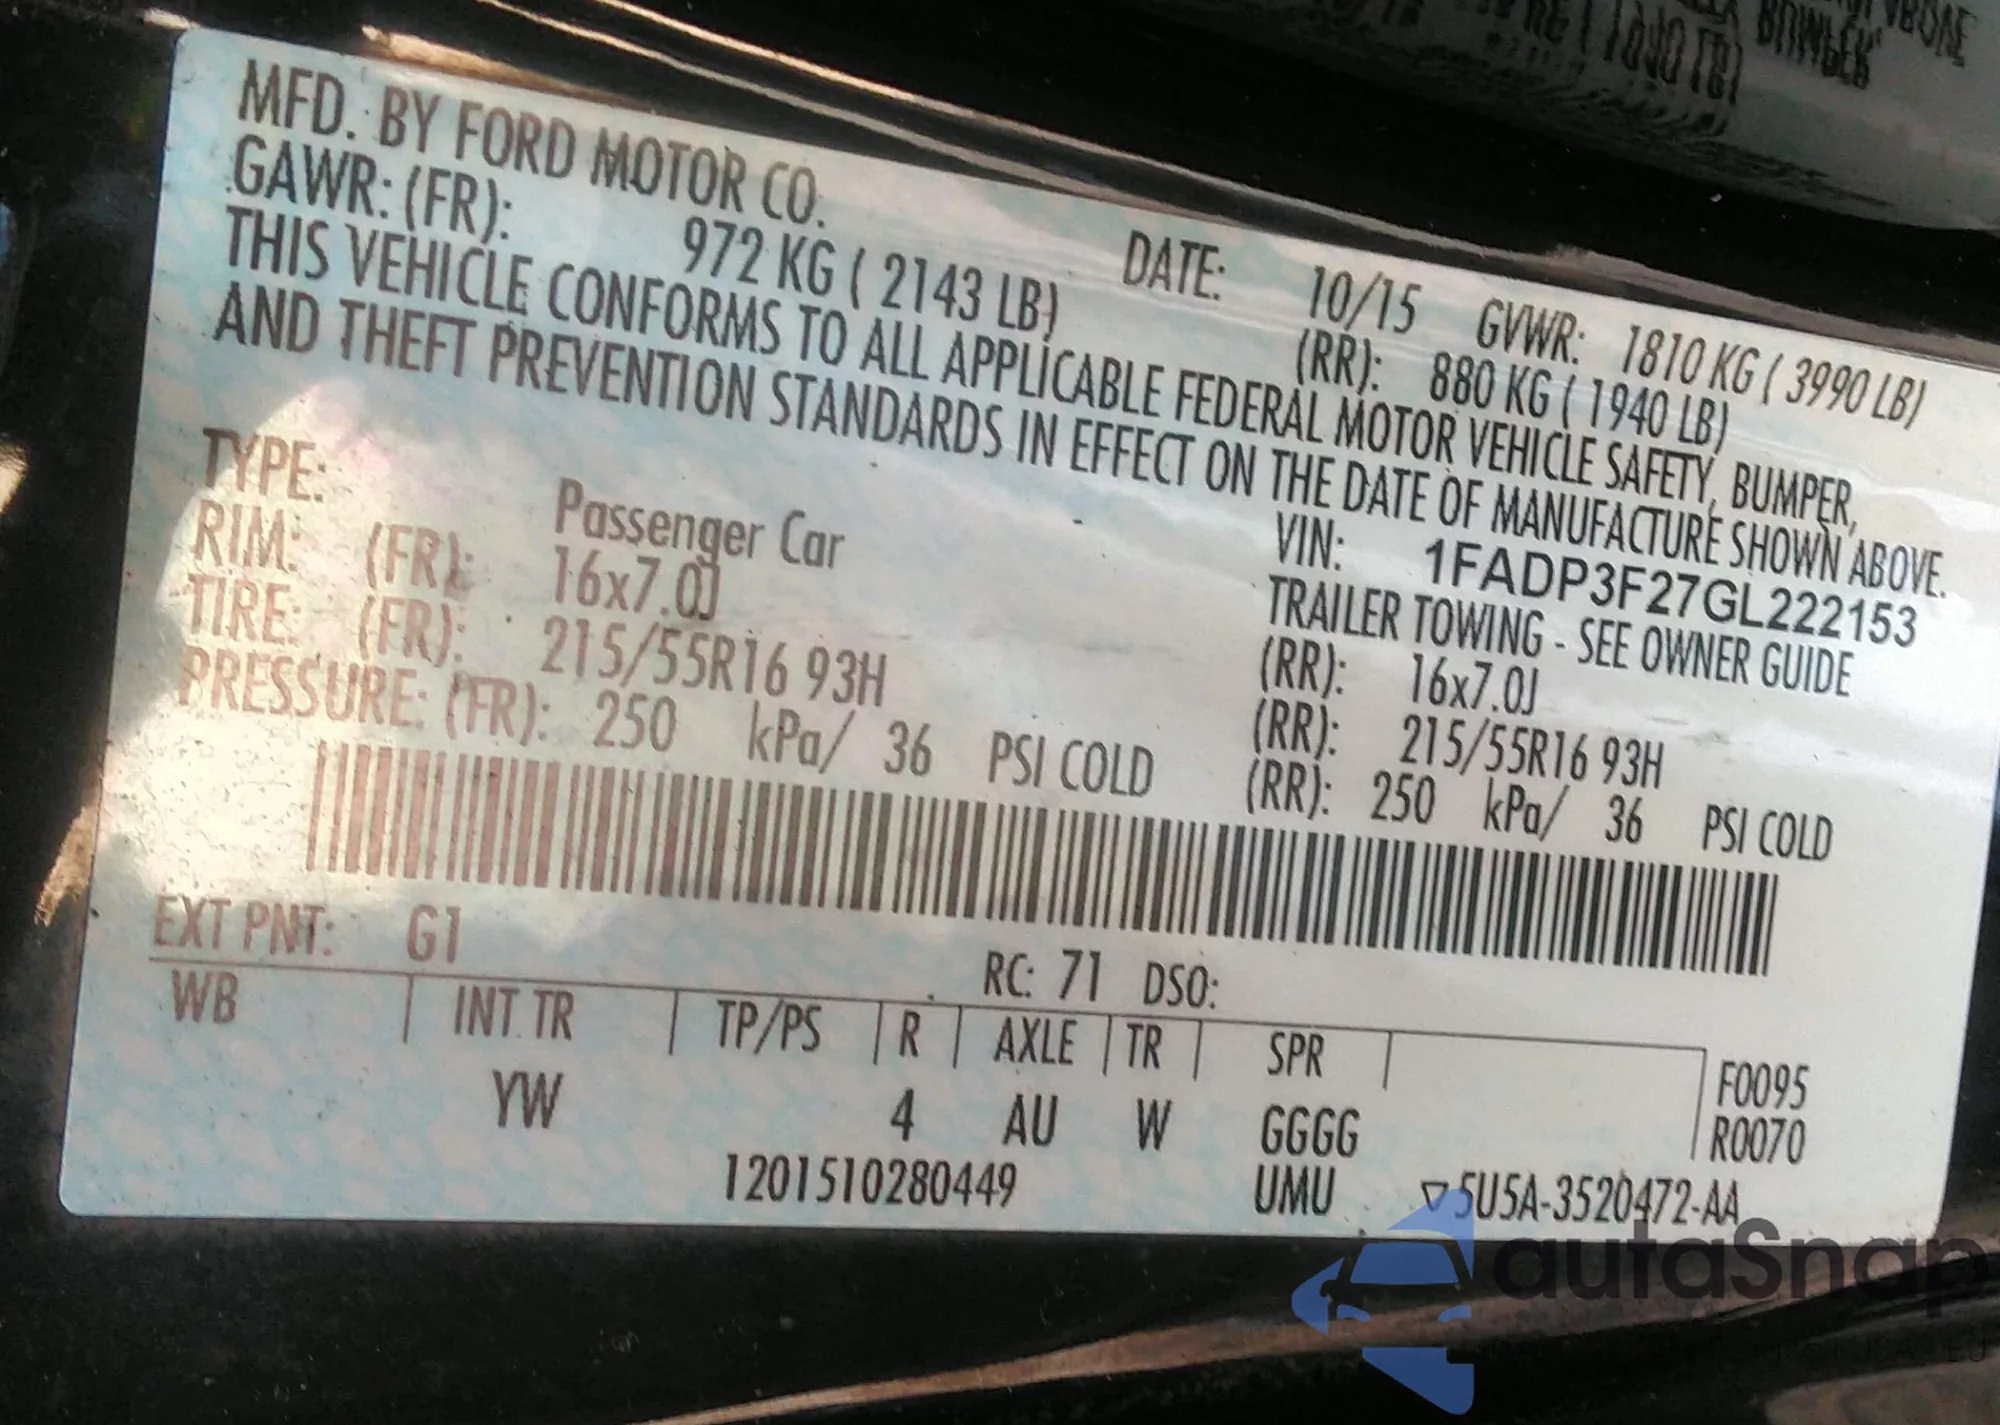 MFD. BY FORD MOTOR CO.
DATE: 10/15 GVWR: 1810 KG ( 3990 LB)
GAWR: (FR): 972 KG ( 2143 LB) (RR): 880 KG ( 1940 LB)
THIS VEHICLE CONFORMS TO ALL APPLICABLE FEDERAL MOTOR VEHICLE SAFETY, BUMPER,
AND THEFT PREVENTION STANDARDS IN EFFECT ON THE DATE OF MANUFACTURE SHOWN ABOVE.
VIN: 1FADP3F27GL222153
TYPE: Passenger Car TRAILER TOWING - SEE OWNER GUIDE
RIM: (FR): 16x7.0J (RR): 16x7.0J
TIRE: (FR): 215/55R16 93H (RR): 215/55R16 93H
PRESSURE: (FR): 250 kPa/ 36 PSI COLD (RR): 250 kPa/ 36 PSI COLD
EXT PNT: G1 RC: 71 DSO:
WB INT TR TP/PS R AXLE TR SPR F0095
YW 4 AU W GGGG R0070
1201510280449 UMU ▽5U5A-3520472-AA
autoSnap